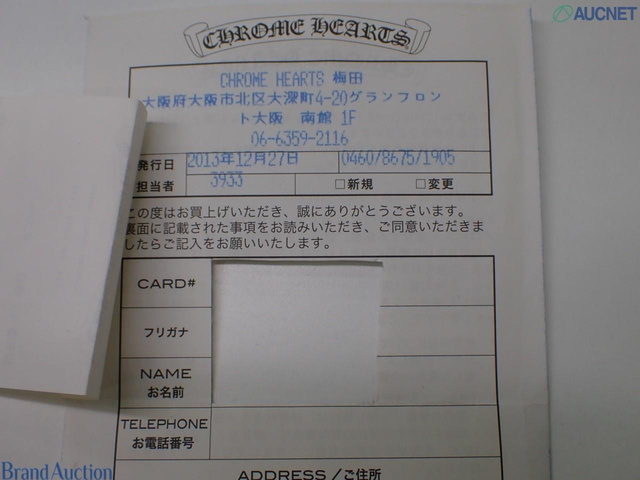 AUCNET
CHROME HEARTS
CHROME HEARTS 梅田
大阪府大阪市北区大深町4-20グランフロン
ト大阪 南館 1F
06-6359-2116
発行日 2013年12月27日 0460/8675/1905
担当者 3933 □新規 □変更
この度はお買上げいただき、誠にありがとうございます。
裏面に記載された事項をお読みいただき、ご同意いただきま
したらご記入をお願いいたします。
CARD#
フリガナ
NAME
お名前
TELEPHONE
お電話番号
ADDRESS/ご住所
Brand Auction